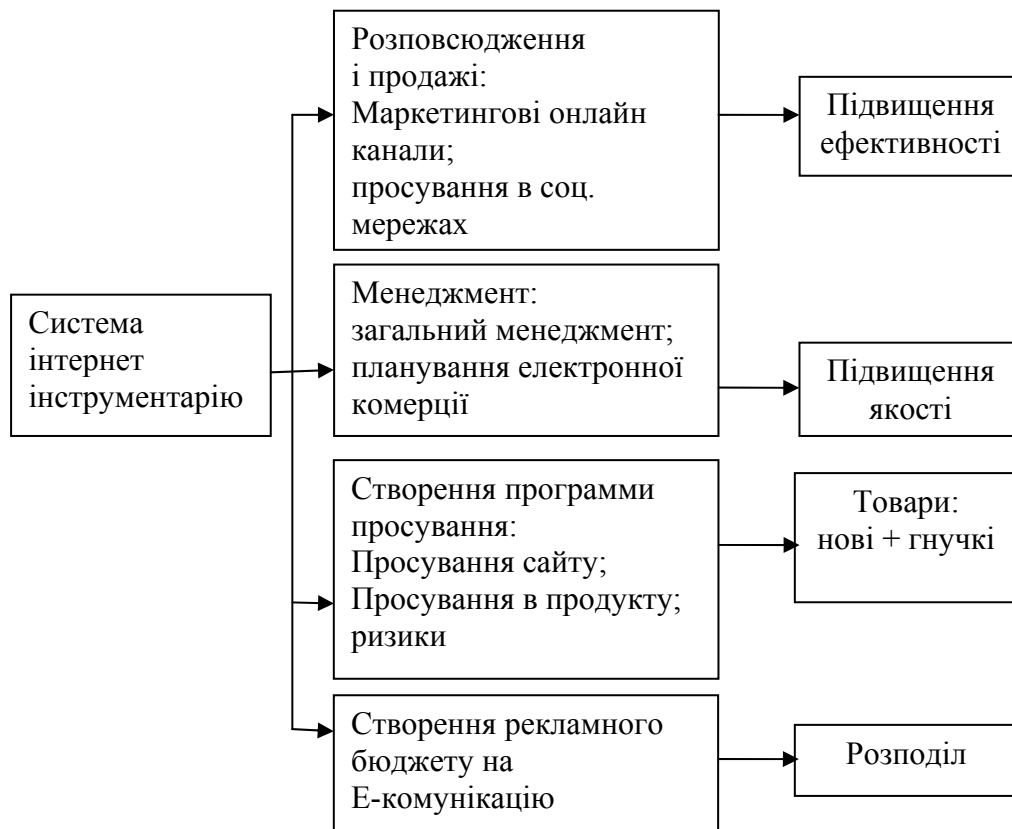 Розповсюдження
і продажі:
Маркетингові онлайн
канали;
просування в соц.
мережах
Підвищення
ефективності
Система
інтернет
інструментарію
Менеджмент:
загальний менеджмент;
планування електронної
комерції
Підвищення
якості
Створення программи
просування:
Просування сайту;
Просування в продукту;
ризики
Товари:
нові + гнучкі
Створення рекламного
бюджету на
Е-комунікацію
Розподіл